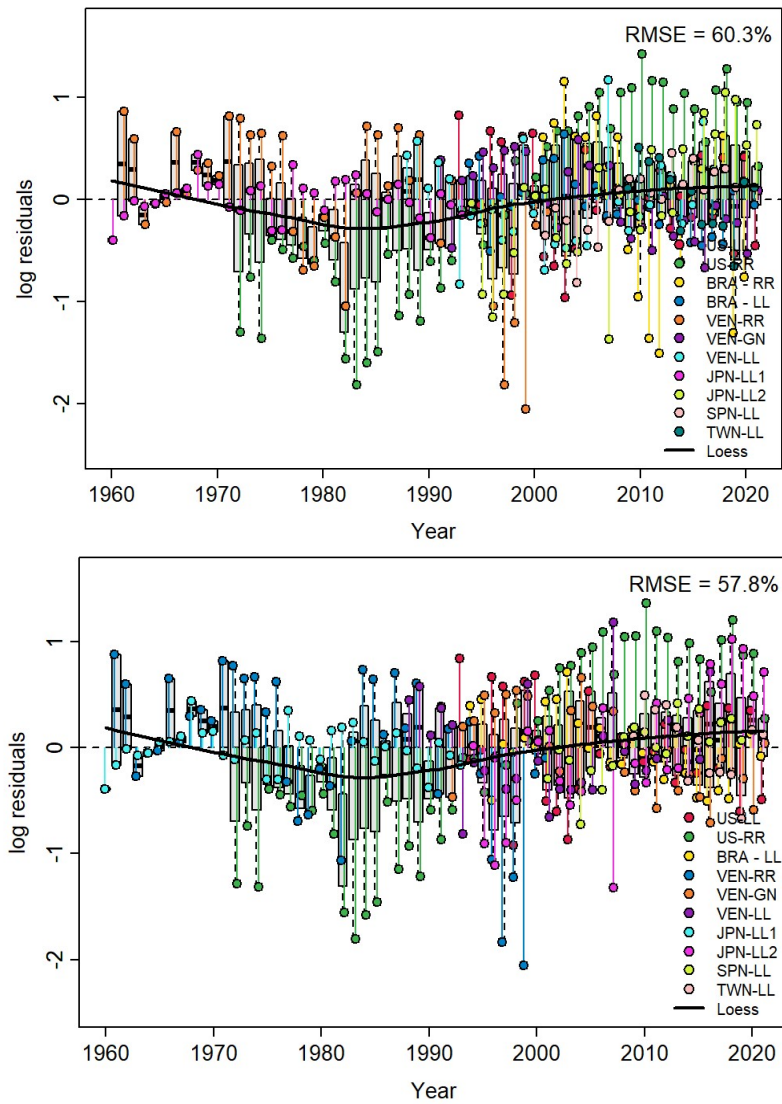 RMSE = 60.3%
1
0
-1
-2
log residuals
US-RR
BRA - RR
BRA - LL
VEN-RR
VEN-GN
VEN-LL
JPN-LL1
JPN-LL2
SPN-LL
TWN-LL
Loess
1960 1970 1980 1990 2000 2010 2020
Year
RMSE = 57.8%
1
0
-1
-2
log residuals
US-LL
US-RR
BRA - LL
VEN-RR
VEN-GN
VEN-LL
JPN-LL1
JPN-LL2
SPN-LL
TWN-LL
Loess
1960 1970 1980 1990 2000 2010 2020
Year